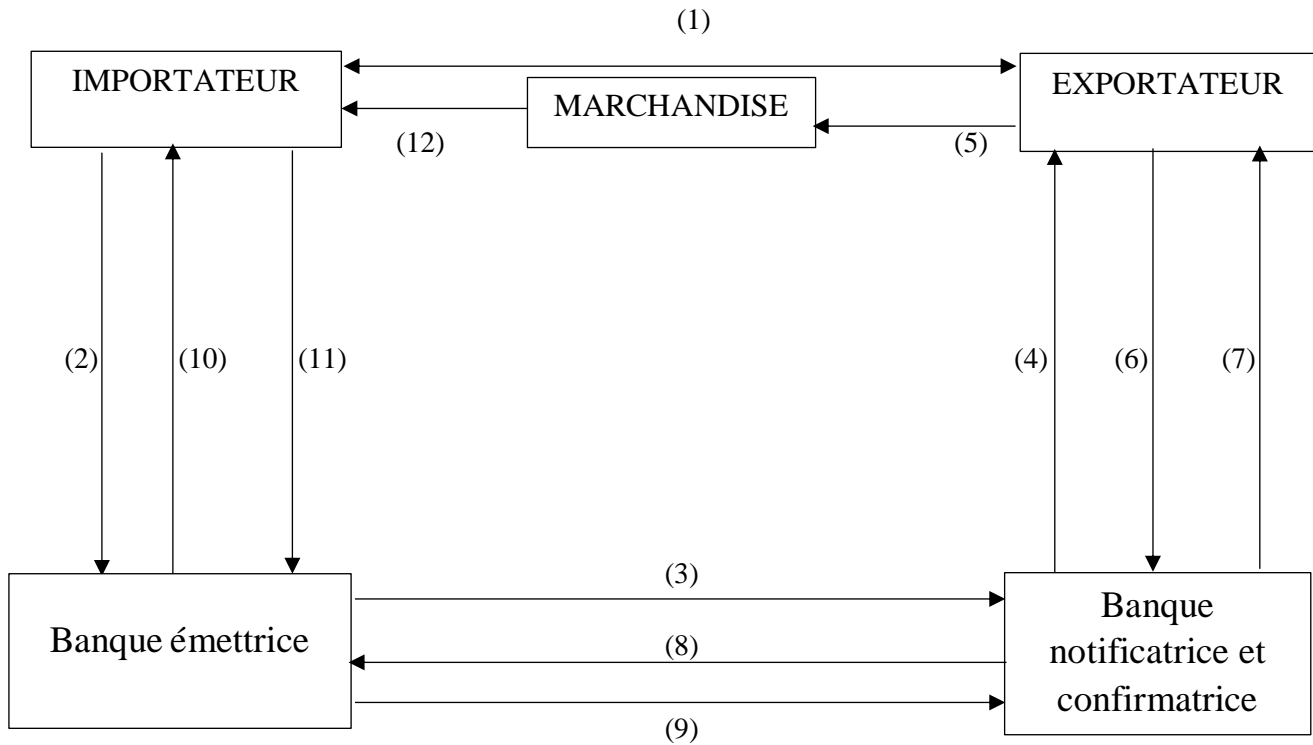 (1)
IMPORTATEUR
MARCHANDISE
EXPORTATEUR
(12)
(5)
(2)
(10)
(11)
(4)
(6)
(7)
(3)
Banque émettrice
(8)
(9)
Banque
notificatrice et
confirmatrice